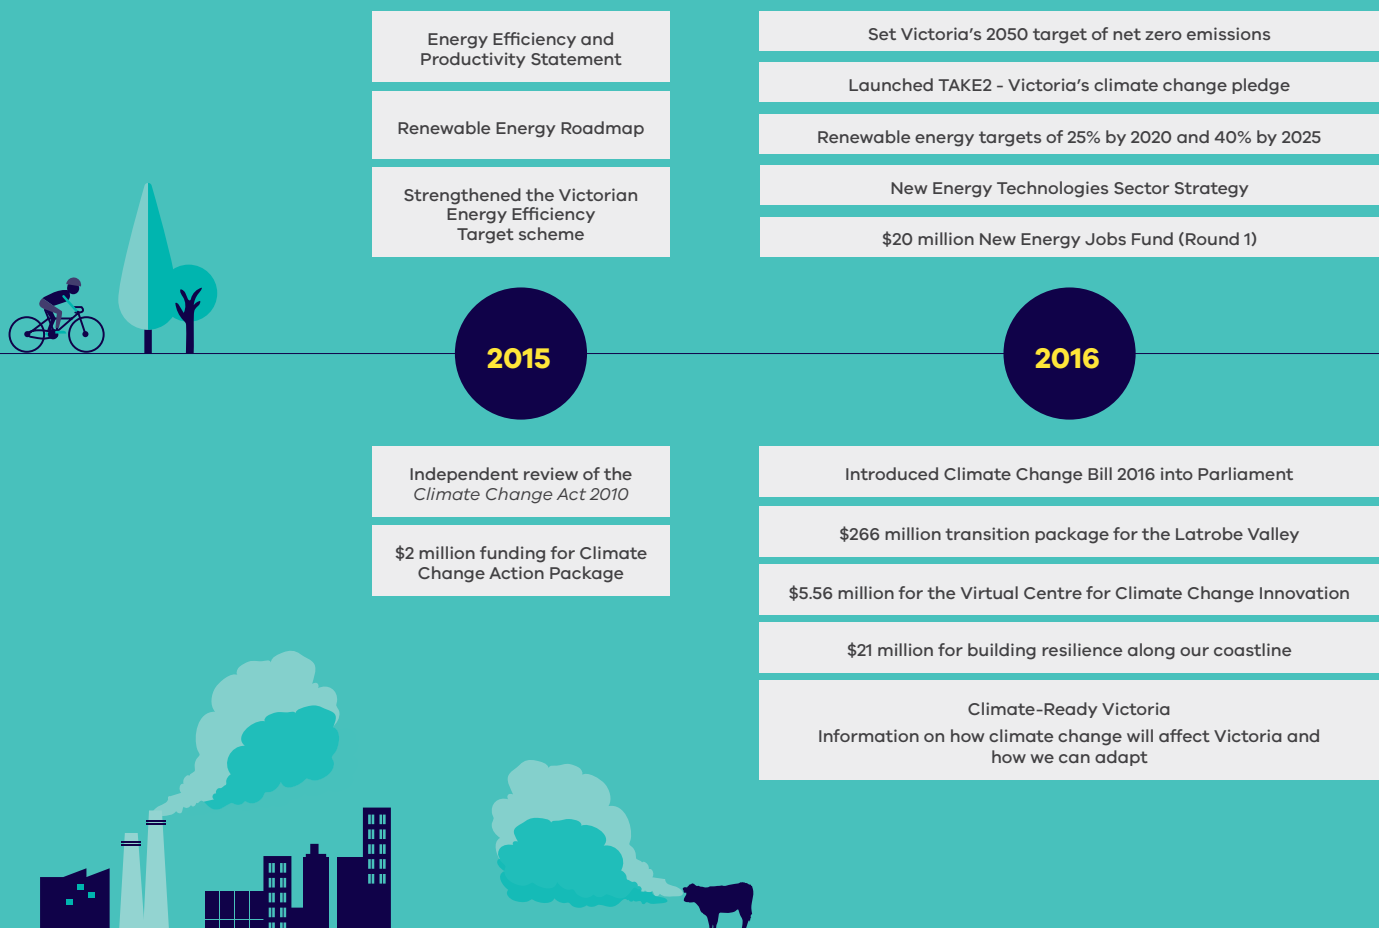 Energy Efficiency and
Productivity Statement
Renewable Energy Roadmap
Strengthened the Victorian
Energy Efficiency
Target scheme
2015
Independent review of the
Climate Change Act 2010
$2 million funding for Climate
Change Action Package
Set Victoria’s 2050 target of net zero emissions
Launched TAKE2 - Victoria’s climate change pledge
Renewable energy targets of 25% by 2020 and 40% by 2025
New Energy Technologies Sector Strategy
$20 million New Energy Jobs Fund (Round 1)
2016
Introduced Climate Change Bill 2016 into Parliament
$266 million transition package for the Latrobe Valley
$5.56 million for the Virtual Centre for Climate Change Innovation
$21 million for building resilience along our coastline
Climate-Ready Victoria
Information on how climate change will affect Victoria and
how we can adapt